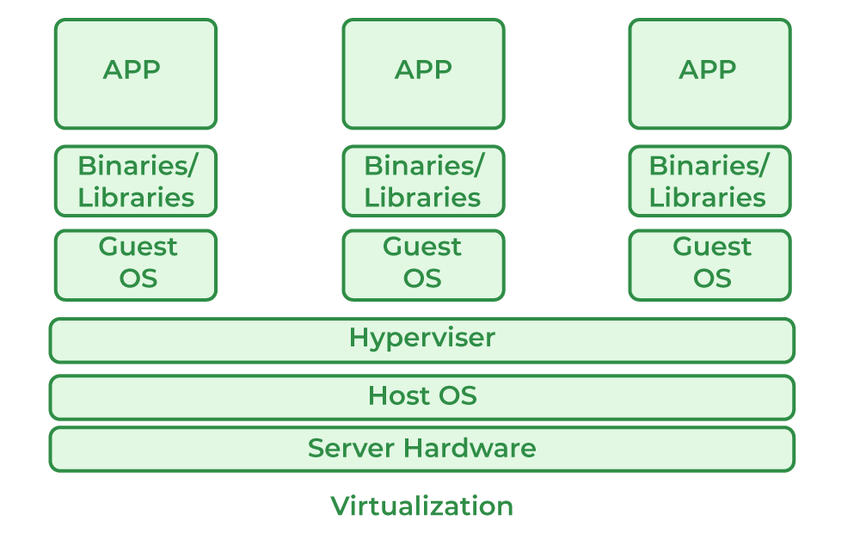 APP
APP
APP
Binaries/
Libraries
Binaries/
Libraries
Binaries/
Libraries
Guest
OS
Guest
OS
Guest
OS
Hyperviser
Host OS
Server Hardware
Virtualization